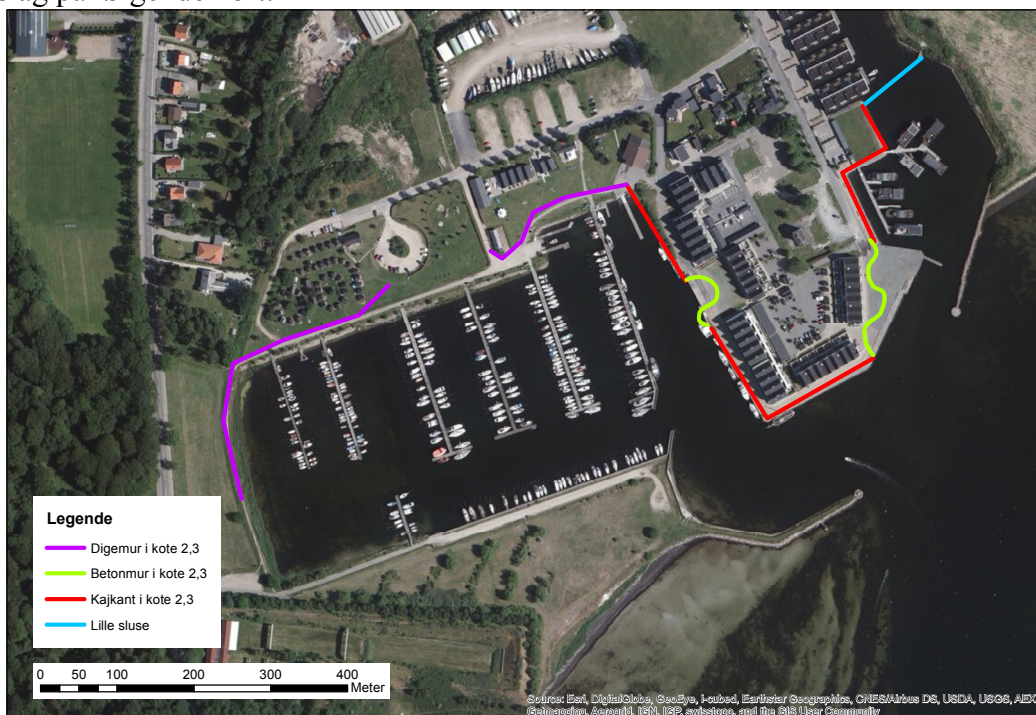 Legende
Digemur i kote 2,3
Betonmur i kote 2,3
Kajkant i kote 2,3
Lille sluse
0 50 100 200 300 400
Meter
Source: Esri, DigitalGlobe, GeoEye, i-cubed, Earthstar Geographics, CNES/Airbus DS, USDA, USGS, AEX
Getmapping, Aerogrid, IGN, IGP, swisstopo, and the GIS User Community